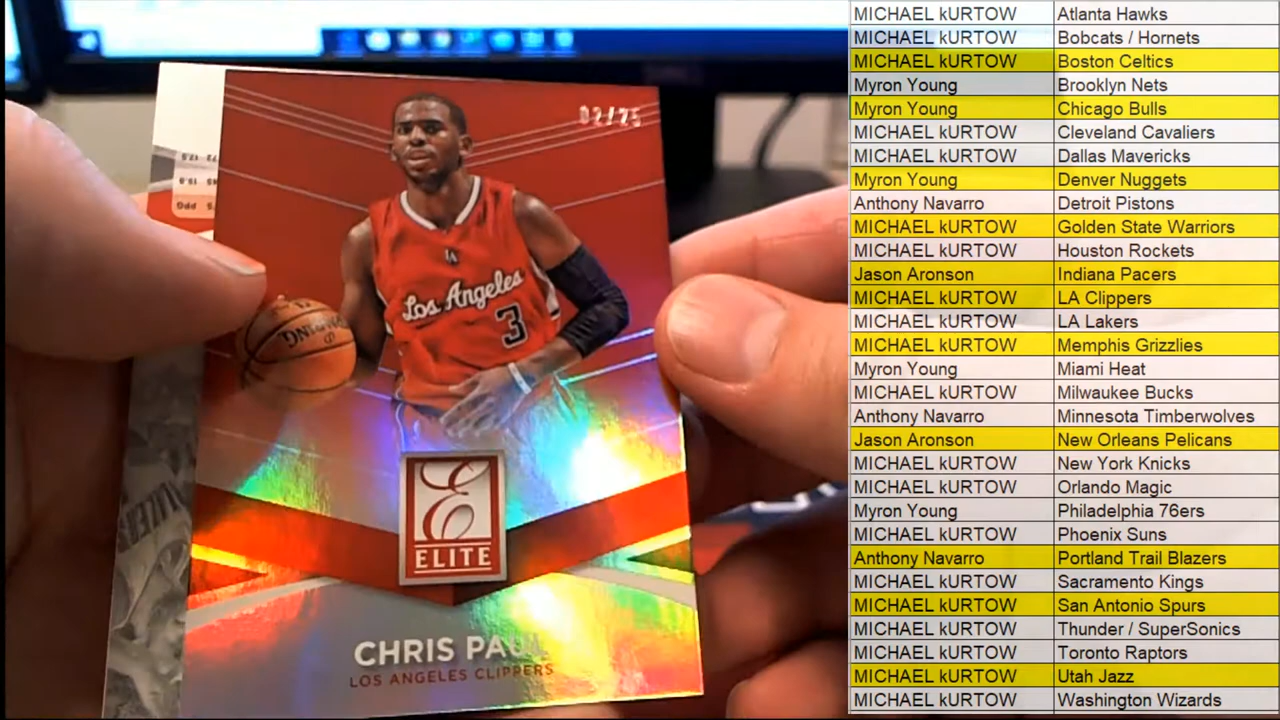 02/25
Los Angeles
3
SPALDING
E
ELITE
CHRIS PAUL
LOS ANGELES CLIPPERS
PPG
MICHAEL kURTOW Atlanta Hawks
MICHAEL kURTOW Bobcats / Hornets
MICHAEL kURTOW Boston Celtics
Myron Young Brooklyn Nets
Myron Young Chicago Bulls
MICHAEL kURTOW Cleveland Cavaliers
MICHAEL kURTOW Dallas Mavericks
Myron Young Denver Nuggets
Anthony Navarro Detroit Pistons
MICHAEL kURTOW Golden State Warriors
MICHAEL kURTOW Houston Rockets
Jason Aronson Indiana Pacers
MICHAEL kURTOW LA Clippers
MICHAEL kURTOW LA Lakers
MICHAEL kURTOW Memphis Grizzlies
Myron Young Miami Heat
MICHAEL kURTOW Milwaukee Bucks
Anthony Navarro Minnesota Timberwolves
Jason Aronson New Orleans Pelicans
MICHAEL kURTOW New York Knicks
MICHAEL kURTOW Orlando Magic
Myron Young Philadelphia 76ers
MICHAEL kURTOW Phoenix Suns
Anthony Navarro Portland Trail Blazers
MICHAEL kURTOW Sacramento Kings
MICHAEL kURTOW San Antonio Spurs
MICHAEL kURTOW Thunder / SuperSonics
MICHAEL kURTOW Toronto Raptors
MICHAEL kURTOW Utah Jazz
MICHAEL kURTOW Washington Wizards